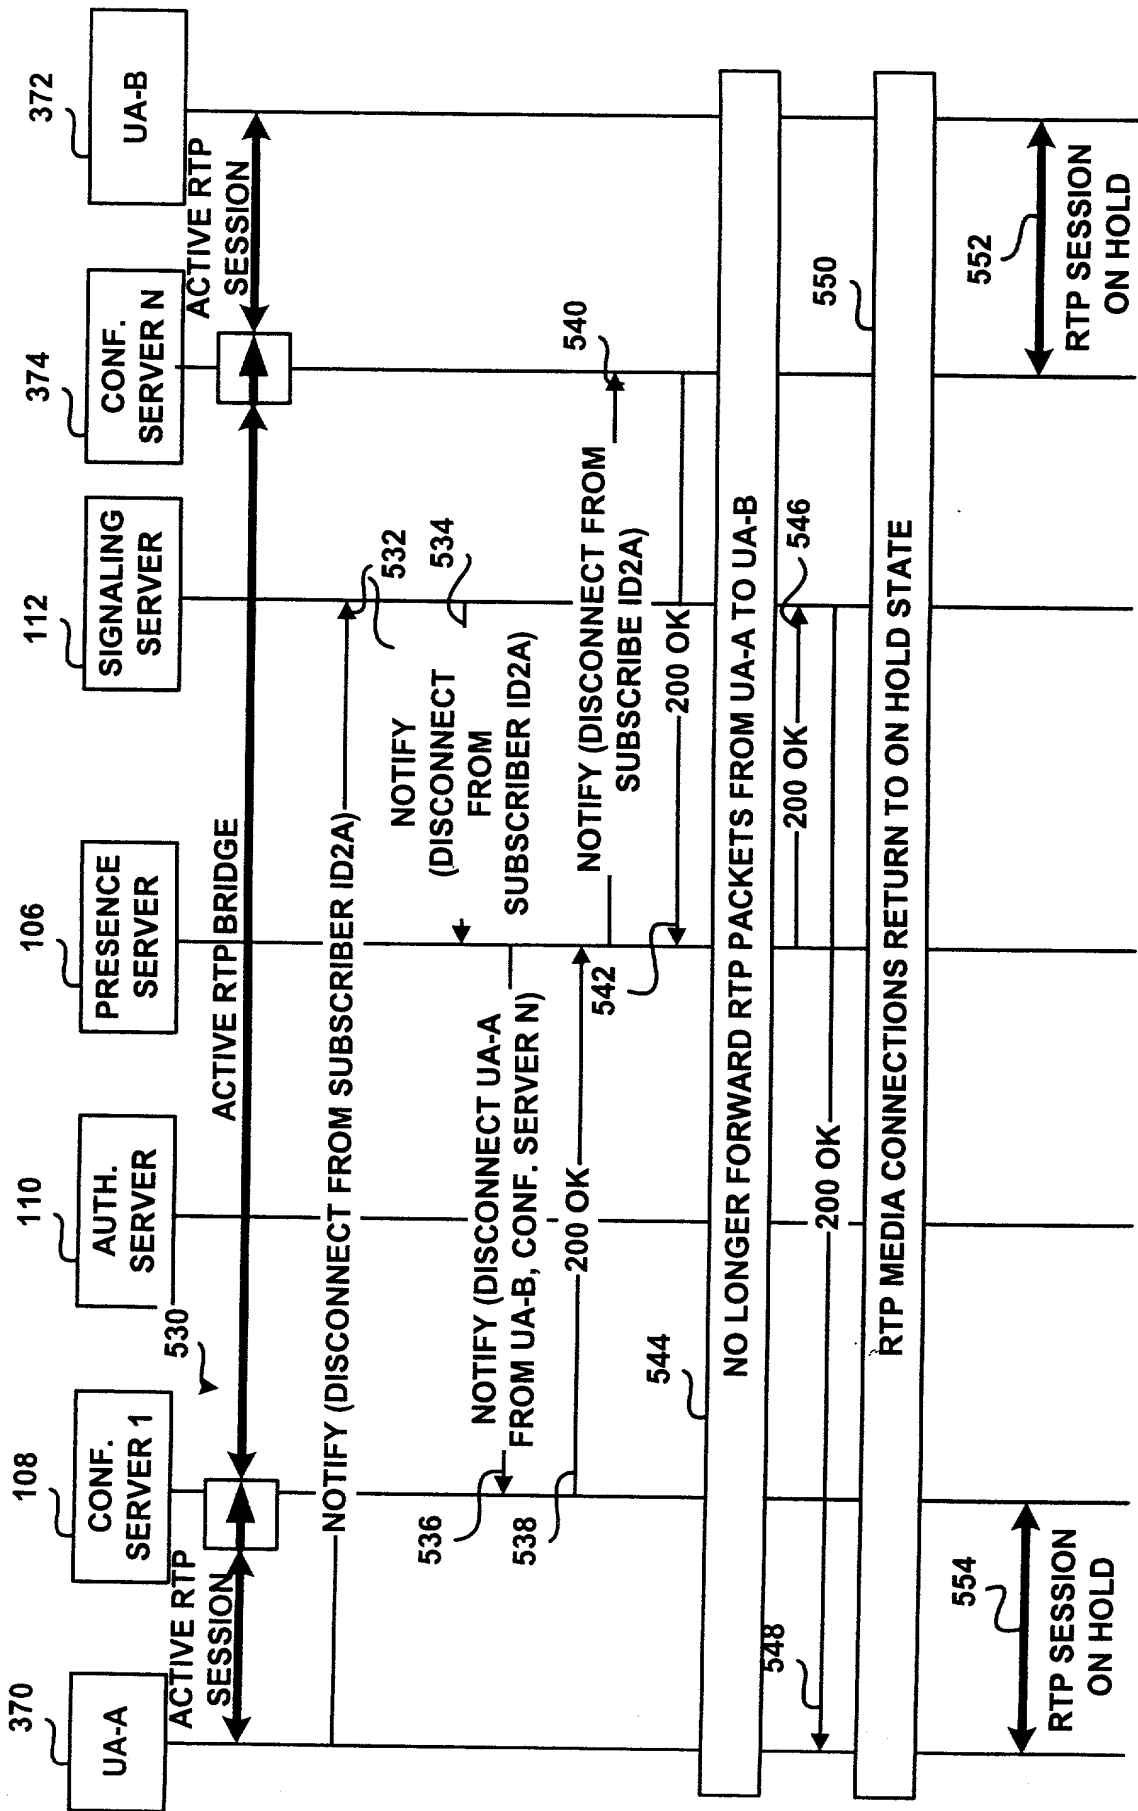 370
108
110
106
112
374
372
UA-A
CONF.
SERVER 1
AUTH.
SERVER
PRESENCE
SERVER
SIGNALING
SERVER
CONF.
SERVER N
UA-B
530
ACTIVE RTP
SESSION
ACTIVE RTP BRIDGE
ACTIVE RTP
SESSION
NOTIFY (DISCONNECT FROM SUBSCRIBER ID2A)
532
NOTIFY
(DISCONNECT
FROM
SUBSCRIBER ID2A)
534
536
NOTIFY (DISCONNECT UA-A
FROM UA-B, CONF. SERVER N)
538
200 OK
NOTIFY (DISCONNECT FROM
SUBSCRIBE ID2A)
540
542
200 OK
544
NO LONGER FORWARD RTP PACKETS FROM UA-A TO UA-B
200 OK
546
548
200 OK
550
RTP MEDIA CONNECTIONS RETURN TO ON HOLD STATE
554
RTP SESSION
ON HOLD
552
RTP SESSION
ON HOLD